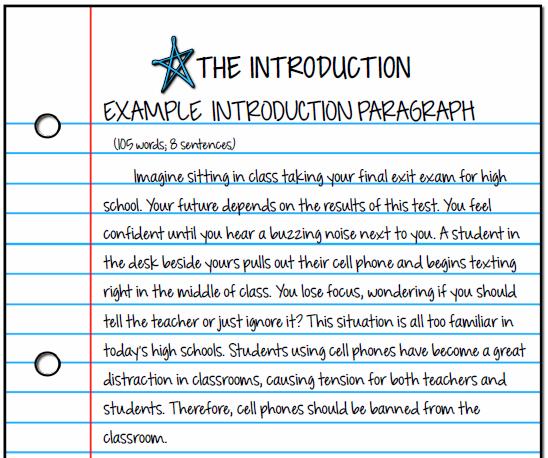 THE INTRODUCTION
EXAMPLE INTRODUCTION PARAGRAPH
(105 words; 8 sentences)
Imagine sitting in class taking your final exit exam for high
school. Your future depends on the results of this test. You feel
confident until you hear a buzzing noise next to you. A student in
the desk beside yours pulls out their cell phone and begins texting
right in the middle of class. You lose focus, wondering if you should
tell the teacher or just ignore it? This situation is all too familiar in
today's high schools. Students using cell phones have become a great
distraction in classrooms, causing tension for both teachers and
students. Therefore, cell phones should be banned from the
classroom.